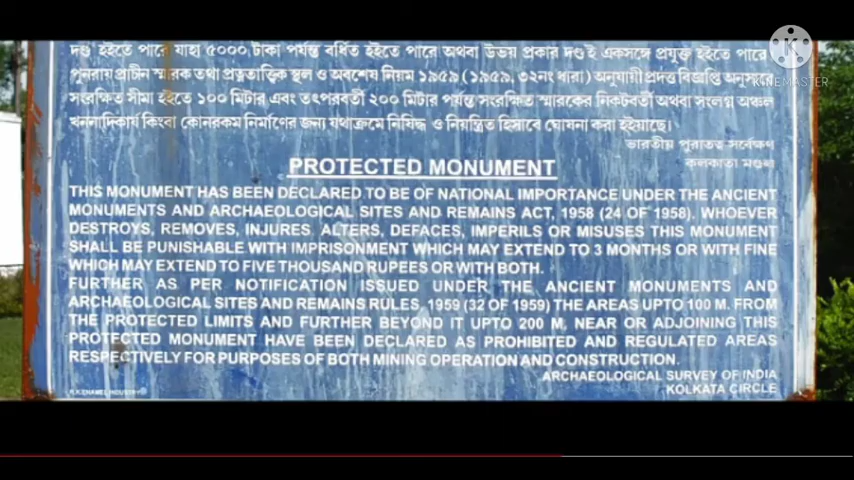 দণ্ড হইতে পারে যাহা ৫০০০ টাকা পর্যন্ত বর্ধিত হইতে পারে অথবা উভয় প্রকার দণ্ডই একসঙ্গে প্রযুক্ত হইতে পারে।
পুনরায় প্রাচীন স্মারক তথা প্রত্নতাত্ত্বিক স্থল ও অবশেষ নিয়ম ১৯৫৯ (১৯৫৯, ৩২নং ধারা) অনুযায়ী প্রদত্ত বিজ্ঞপ্তি অনুসারে
সংরক্ষিত সীমা হইতে ১০০ মিটার এবং তৎপরবর্তী ২০০ মিটার পর্যন্ত সংরক্ষিত স্মারকের নিকটবর্তী অথবা সংলগ্ন অঞ্চল
খননাদিকার্য কিংবা কোনরকম নির্মাণের জন্য যথাক্রমে নিষিদ্ধ ও নিয়ন্ত্রিত হিসাবে ঘোষনা করা হইয়াছে।
ভারতীয় পুরাতত্ত্ব সর্বেক্ষণ
কলকাতা মণ্ডল
PROTECTED MONUMENT
THIS MONUMENT HAS BEEN DECLARED TO BE OF NATIONAL IMPORTANCE UNDER THE ANCIENT
MONUMENTS AND ARCHAEOLOGICAL SITES AND REMAINS ACT, 1958 (24 OF 1958). WHOEVER
DESTROYS, REMOVES, INJURES, ALTERS, DEFACES, IMPERILS OR MISUSES THIS MONUMENT
SHALL BE PUNISHABLE WITH IMPRISONMENT WHICH MAY EXTEND TO 3 MONTHS OR WITH FINE
WHICH MAY EXTEND TO FIVE THOUSAND RUPEES OR WITH BOTH.
FURTHER AS PER NOTIFICATION ISSUED UNDER THE ANCIENT MONUMENTS AND
ARCHAEOLOGICAL SITES AND REMAINS RULES, 1959 (32 OF 1959) THE AREAS UPTO 100 M. FROM
THE PROTECTED LIMITS AND FURTHER BEYOND IT UPTO 200 M, NEAR OR ADJOINING THIS
PROTECTED MONUMENT HAVE BEEN DECLARED AS PROHIBITED AND REGULATED AREAS
RESPECTIVELY FOR PURPOSES OF BOTH MINING OPERATION AND CONSTRUCTION.
ARCHAEOLOGICAL SURVEY OF INDIA
KOLKATA CIRCLE
ENAMEL INDUSTRY
K
KINEMASTER